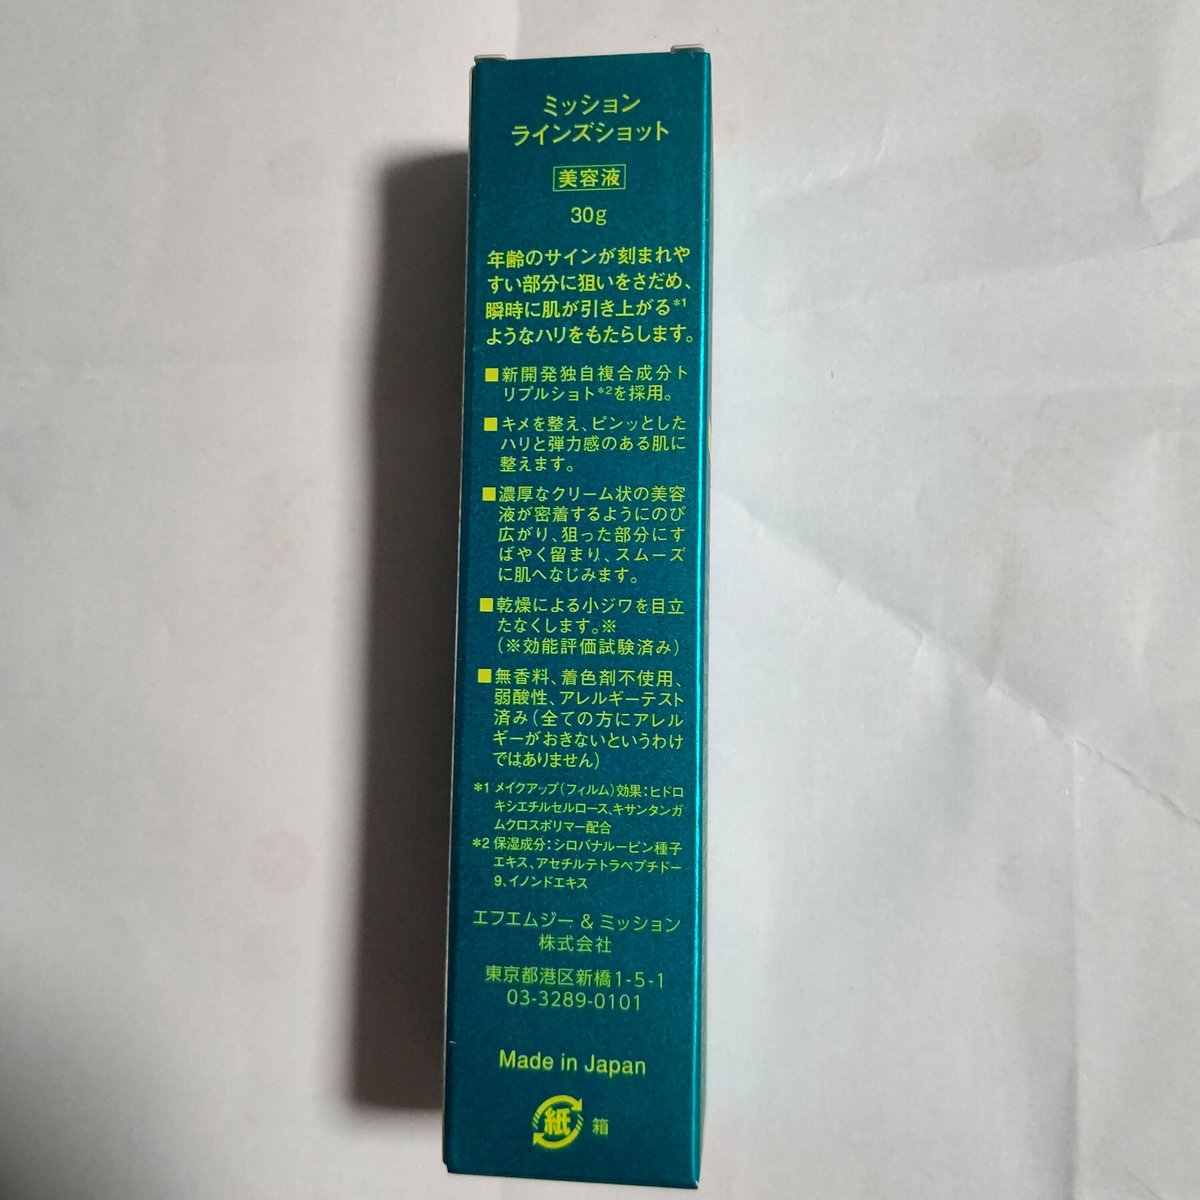 ミッション
ラインズショット
美容液
30g
年齢のサインが刻まれや
すい部分に狙いをさだめ、
瞬時に肌が引き上がる*1
ようなハリをもたらします。
■新開発独自複合成分ト
リプルショト*2を採用。
■キメを整え、ピンッとした
ハリと弾力感のある肌に
整えます。
■濃厚なクリーム状の美容
液が密着するようにのび
広がり、狙った部分にす
ばやく留まり、スムーズ
に肌へなじみます。
■乾燥による小ジワを目立
たなくします。※
(※効能評価試験済み)
■無香料、着色剤不使用、
弱酸性、アレルギーテスト
済み(全ての方にアレル
ギーがおきないというわけ
ではありません)
*1 メイクアップ(フィルム)効果:ヒドロ
キシエチルセルロース、キサンタンガ
ムクロスポリマー配合
*2 保湿成分:シロバナルーピン種子
エキス、アセチルテトラペプチドー
9、イノンドエキス
エフエムジー & ミッション
株式会社
東京都港区新橋1-5-1
03-3289-0101
Made in Japan
紙 箱